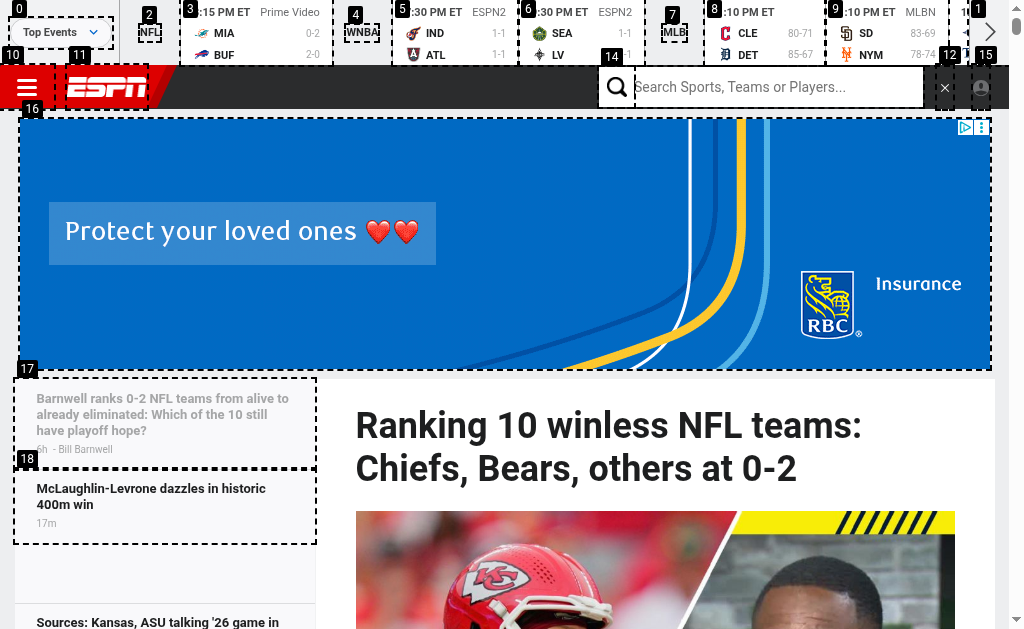 0
Top Events
2
NFL
3
:15 PM ET
Prime Video
MIA
0-2
BUF
2-0
4
WNBA
5
:30 PM ET
ESPN2
IND
1-1
ATL
1-1
6
:30 PM ET
ESPN2
SEA
1-1
LV
-1
7
MLB
8
:10 PM ET
CLE
80-71
DET
85-67
9
:10 PM ET
MLBN
SD
83-69
NYM
78-74
1
10
11
ESPN
14
Search Sports, Teams or Players...
12
15
16
Protect your loved ones ❤️❤️
RBC
®
Insurance
17
Barnwell ranks 0-2 NFL teams from alive to
already eliminated: Which of the 10 still
have playoff hope?
6h - Bill Barnwell
18
McLaughlin-Levrone dazzles in historic
400m win
17m
Sources: Kansas, ASU talking '26 game in
Ranking 10 winless NFL teams:
Chiefs, Bears, others at 0-2
KC